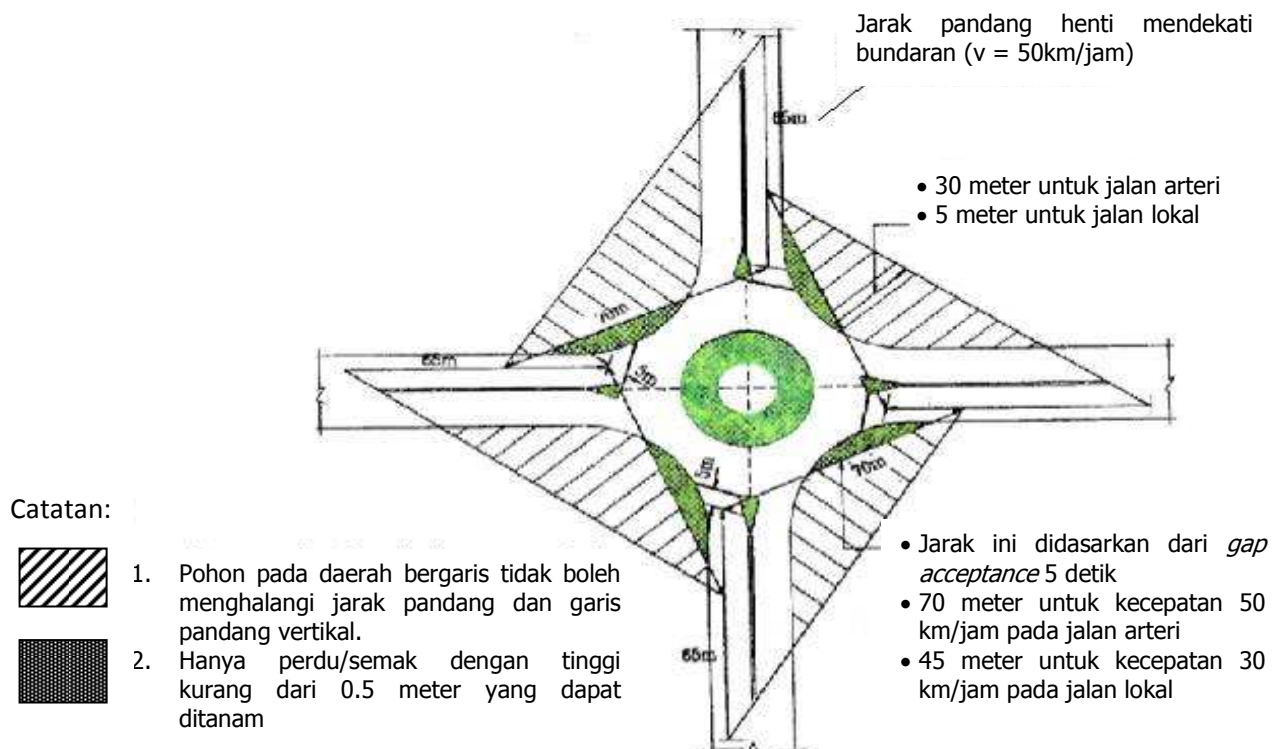 Jarak pandang henti mendekati
bundaran (v = 50km/jam)
65m
• 30 meter untuk jalan arteri
• 5 meter untuk jalan lokal
70m
65m
5m
5m
70m
65m
• Jarak ini didasarkan dari gap
acceptance 5 detik
• 70 meter untuk kecepatan 50
km/jam pada jalan arteri
• 45 meter untuk kecepatan 30
km/jam pada jalan lokal
Catatan:
1. Pohon pada daerah bergaris tidak boleh
menghalangi jarak pandang dan garis
pandang vertikal.
2. Hanya perdu/semak dengan tinggi
kurang dari 0.5 meter yang dapat
ditanam